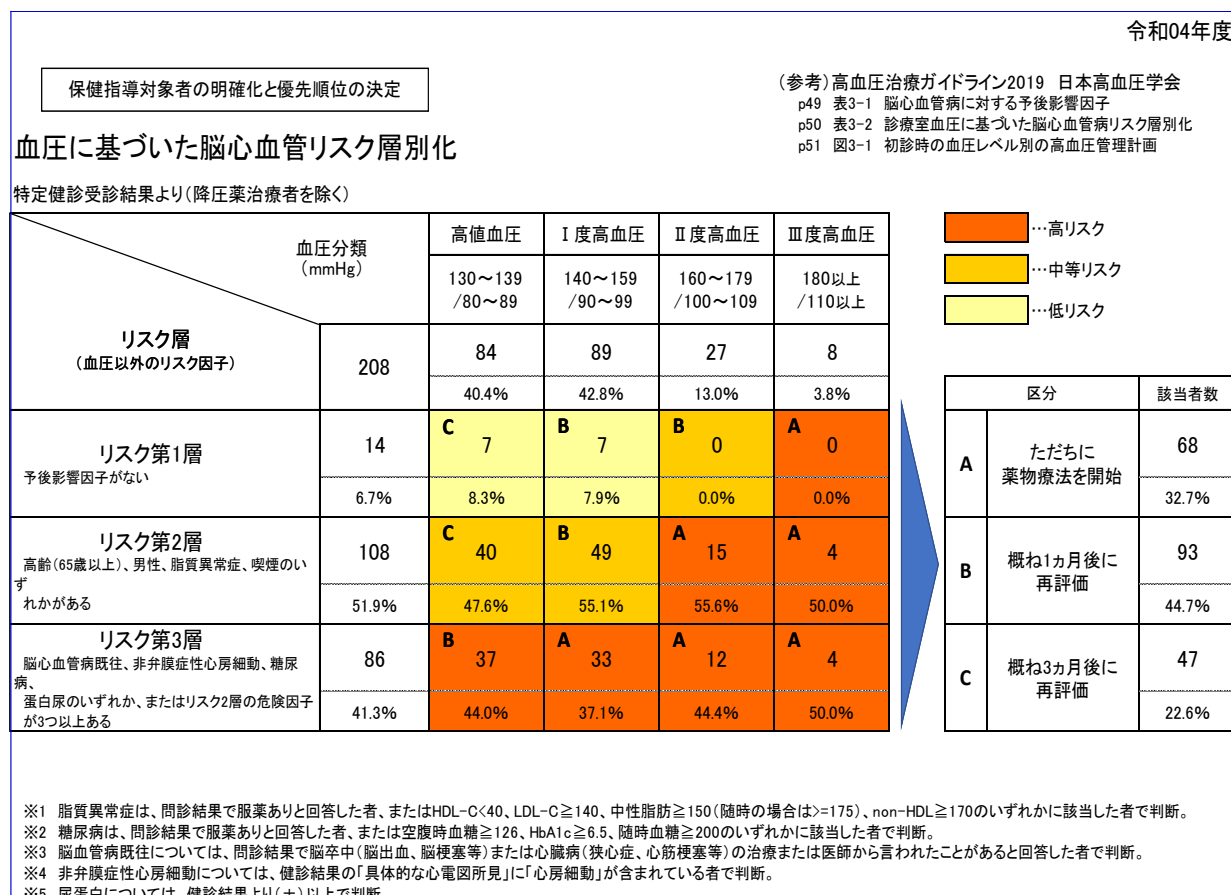 令和04年度
保健指導対象者の明確化と優先順位の決定
(参考)高血圧治療ガイドライン2019 日本高血圧学会
p49 表3-1 脳心血管病に対する予後影響因子
p50 表3-2 診療室血圧に基づいた脳心血管病リスク層別化
p51 図3-1 初診時の血圧レベル別の高血圧管理計画
血圧に基づいた脳心血管リスク層別化
特定健診受診結果より(降圧薬治療者を除く)
血圧分類
(mmHg)
高値血圧 Ⅰ度高血圧 Ⅱ度高血圧 Ⅲ度高血圧
130～139 140～159 160～179 180以上
/80～89 /90～99 /100～109 /110以上
リスク層
(血圧以外のリスク因子)
208 84 89 27 8
40.4% 42.8% 13.0% 3.8%
…高リスク
…中等リスク
…低リスク
リスク第1層
予後影響因子がない
14 C 7 B 7 B 0 A 0
6.7% 8.3% 7.9% 0.0% 0.0%
リスク第2層
高齢(65歳以上)、男性、脂質異常症、喫煙のいず
れかがある
108 C 40 B 49 A 15 A 4
51.9% 47.6% 55.1% 55.6% 50.0%
リスク第3層
脳心血管病既往、非弁膜症性心房細動、糖尿病、
蛋白尿のいずれか、またはリスク2層の危険因子
が3つ以上ある
86 B 37 A 33 A 12 A 4
41.3% 44.0% 37.1% 44.4% 50.0%
区分 該当者数
A ただちに
薬物療法を開始
68
32.7%
B 概ね1ヵ月後に
再評価
93
44.7%
C 概ね3ヵ月後に
再評価
47
22.6%
※1 脂質異常症は、問診結果で服薬ありと回答した者、またはHDL-C<40、LDL-C≧140、中性脂肪≧150(随時の場合は>=175)、non-HDL≧170のいずれかに該当した者で判断。
※2 糖尿病は、問診結果で服薬ありと回答した者、または空腹時血糖≧126、HbA1c≧6.5、随時血糖≧200のいずれかに該当した者で判断。
※3 脳血管病既往については、問診結果で脳卒中(脳出血、脳梗塞等)または心臓病(狭心症、心筋梗塞等)の治療または医師から言われたことがあると回答した者で判断。
※4 非弁膜症性心房細動については、健診結果の「具体的な心電図所見」に「心房細動」が含まれている者で判断。
※5 尿蛋白については、健診結果より(±)以上で判断。